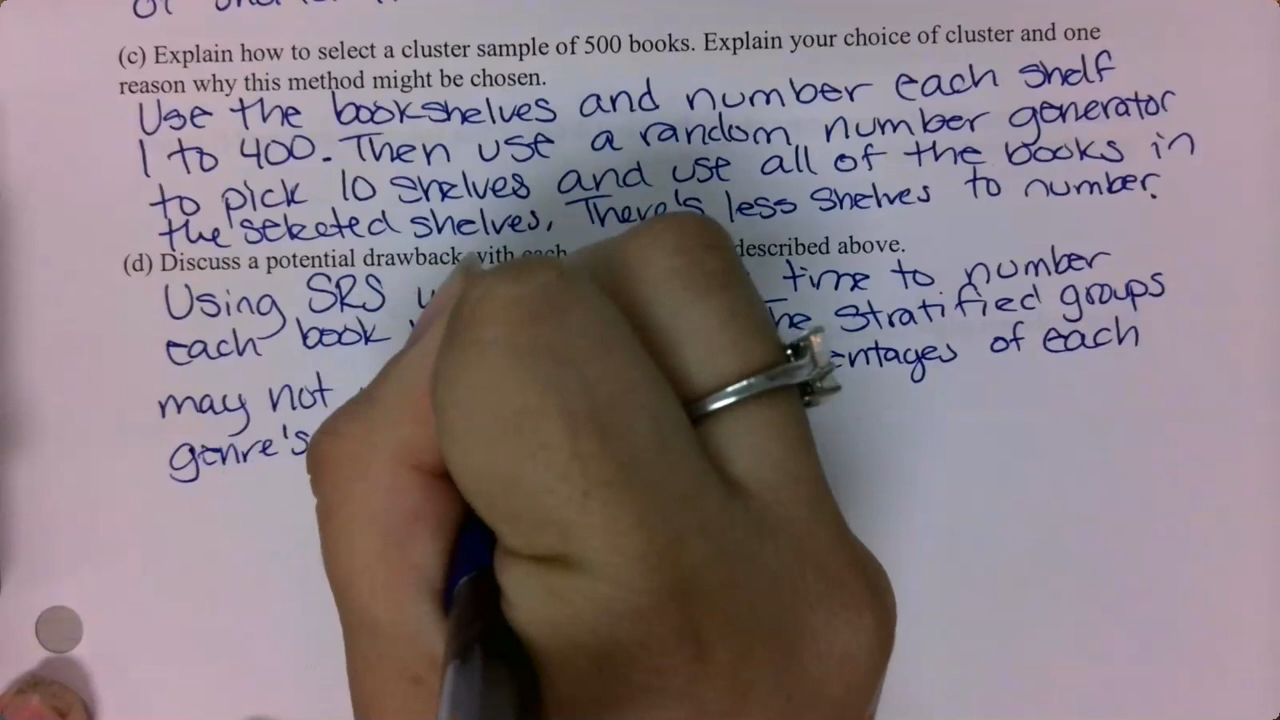 (c) Explain how to select a cluster sample of 500 books. Explain your choice of cluster and one
reason why this method might be chosen.
Use the bookshelves and number each shelf
1 to 400. Then use a random number generator
to pick 10 shelves and use all of the books in
the selected shelves. There's less shelves to number.
(d) Discuss a potential drawback with each described above.
Using SRS time to number
each book The stratified groups
may not of each
genre's